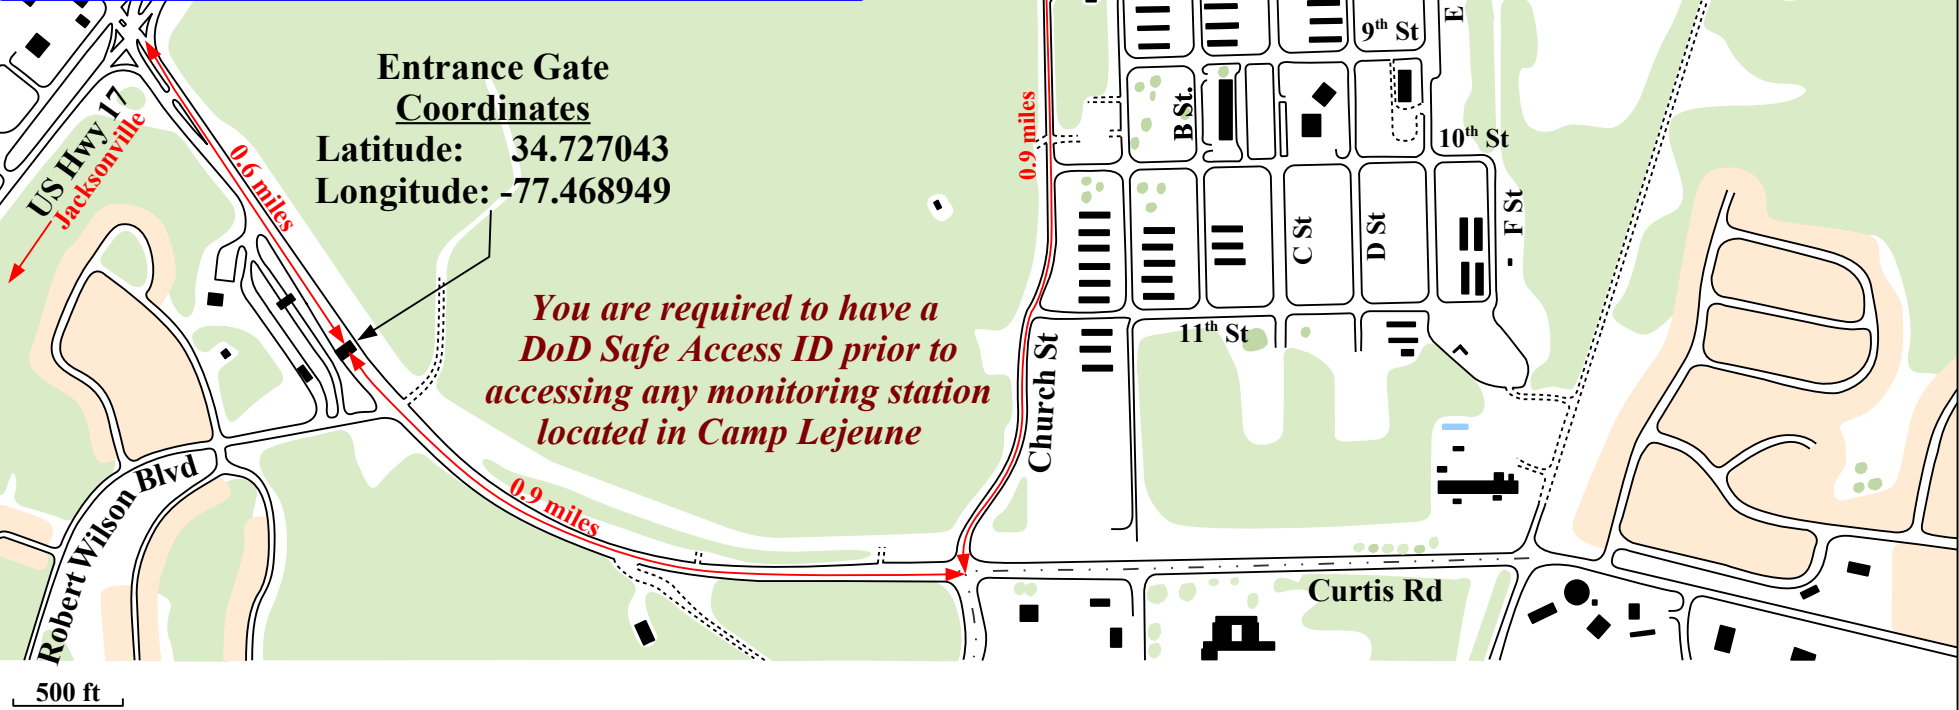 E
9th St
Entrance Gate
Coordinates
Latitude: 34.727043
Longitude: -77.468949
US Hwy 17
Jacksonville
0.6 miles
0.9 miles
B St.
10th St
C St
D St
F St
You are required to have a
DoD Safe Access ID prior to
accessing any monitoring station
located in Camp Lejeune
11th St
Church St
Robert Wilson Blvd
0.9 miles
Curtis Rd
500 ft